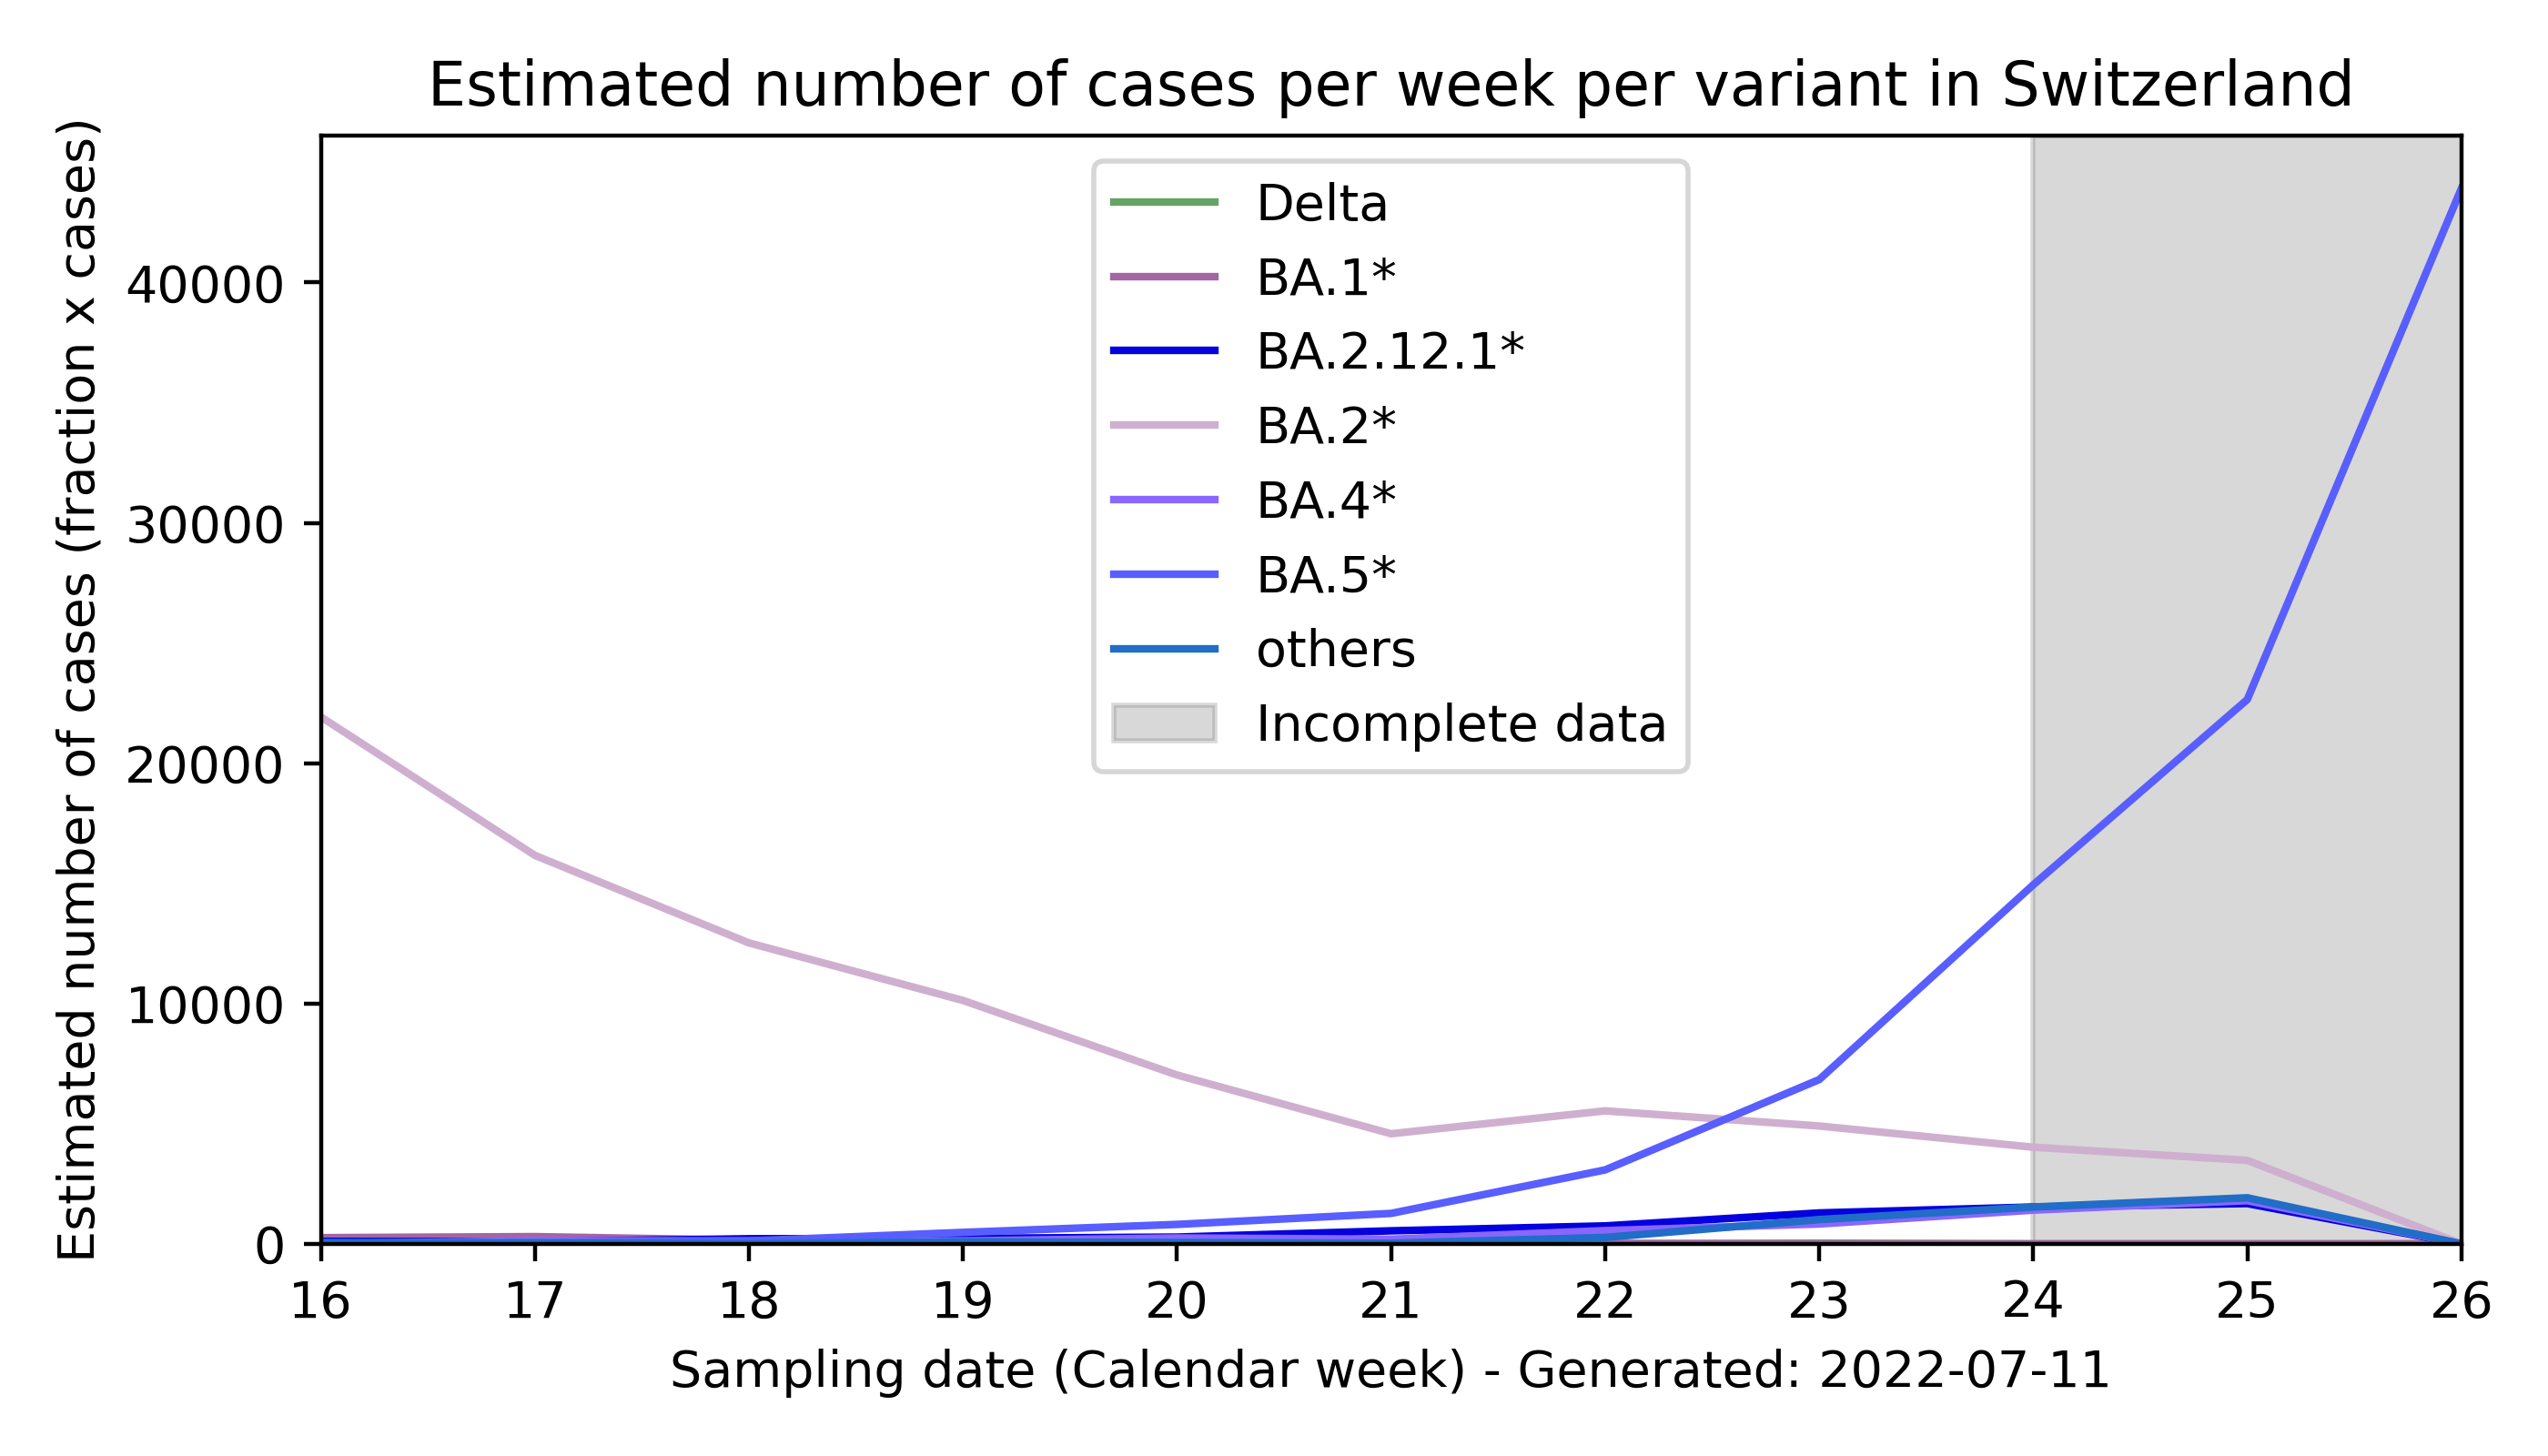 Estimated number of cases per week per variant in Switzerland
Estimated number of cases (fraction x cases)
40000
30000
20000
10000
0
Delta
BA.1*
BA.2.12.1*
BA.2*
BA.4*
BA.5*
others
Incomplete data
16 17 18 19 20 21 22 23 24 25 26
Sampling date (Calendar week) - Generated: 2022-07-11